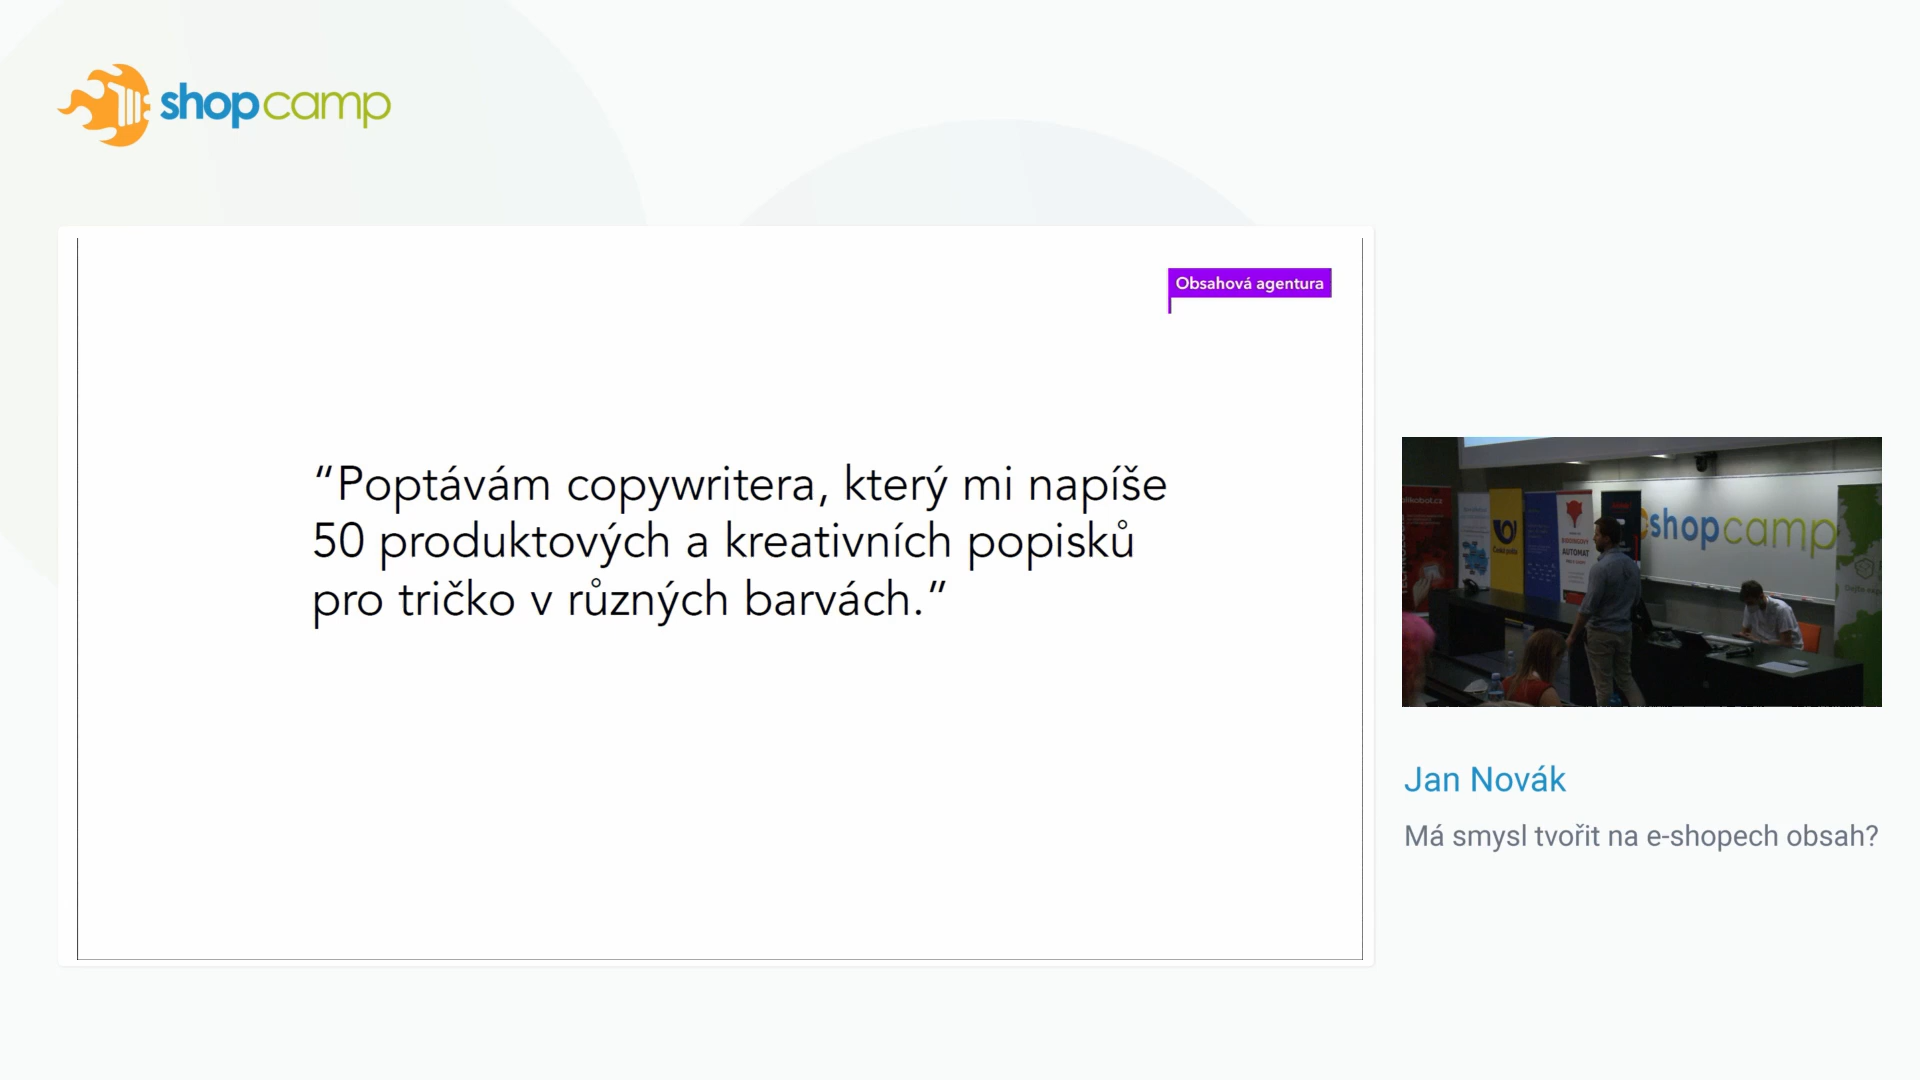 shopcamp
Obsahová agentura
“Poptávám copywritera, který mi napíše
50 produktových a kreativních popisků
pro tričko v různých barvách.”
shopcamp
AUTOMAT
Jan Novák
Má smysl tvořit na e-shopech obsah?